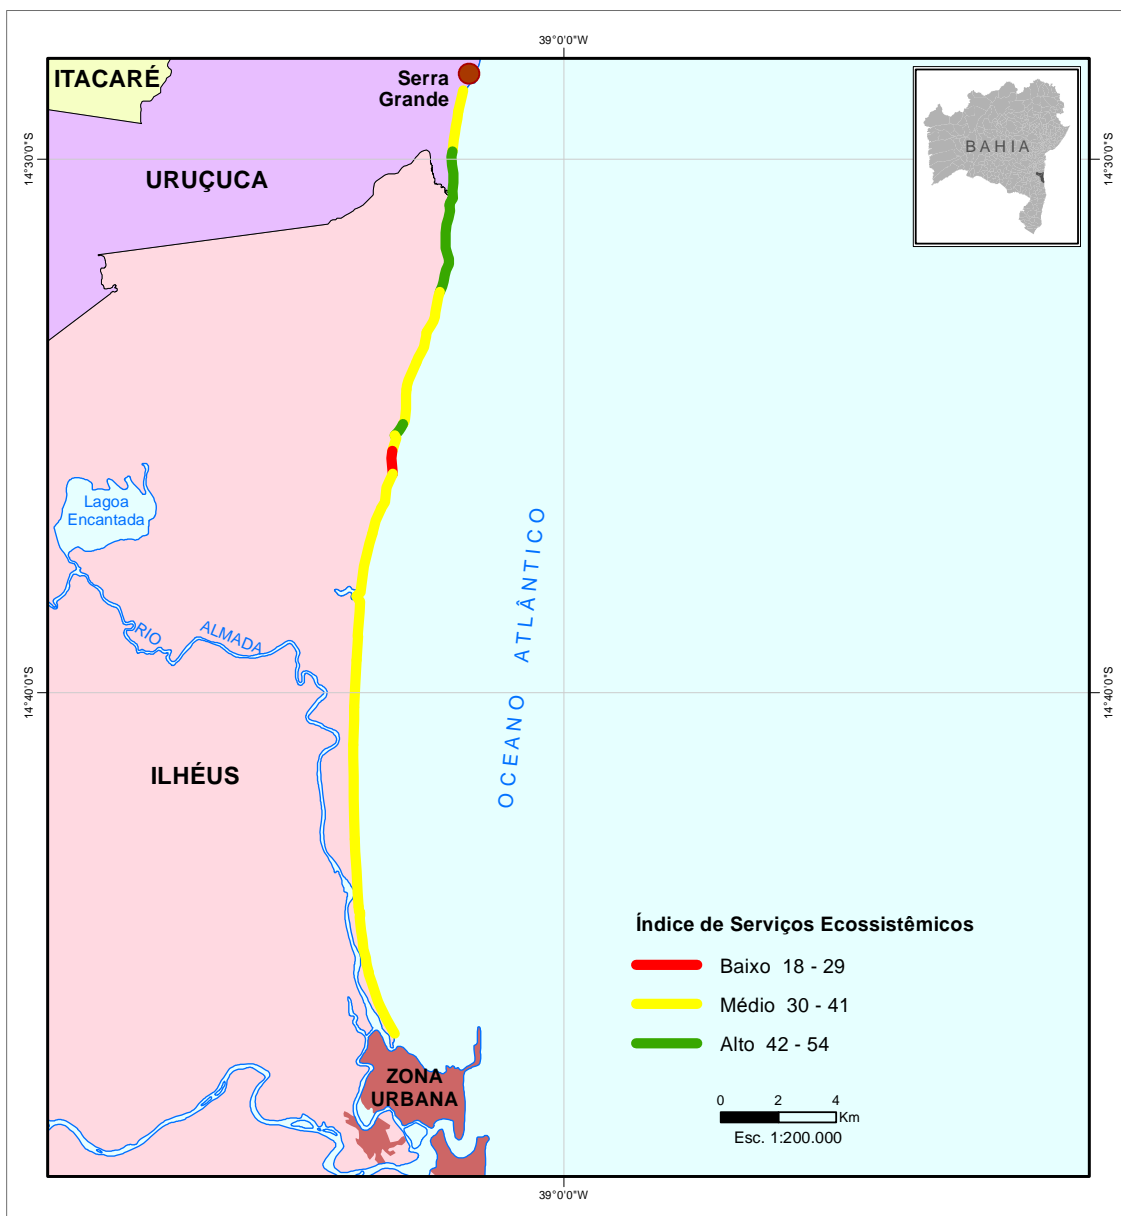 39°0'0"W
ITACARÉ
Serra
Grande
BAHIA
14°30'0"S
14°30'0"S
URUÇUCA
Lagoa
Encantada
RIO ALMADA
OCEANO ATLÂNTICO
14°40'0"S
14°40'0"S
ILHÉUS
Índice de Serviços Ecossistêmicos
Baixo 18 - 29
Médio 30 - 41
Alto 42 - 54
ZONA
URBANA
0 2 4
Km
Esc. 1:200.000
39°0'0"W